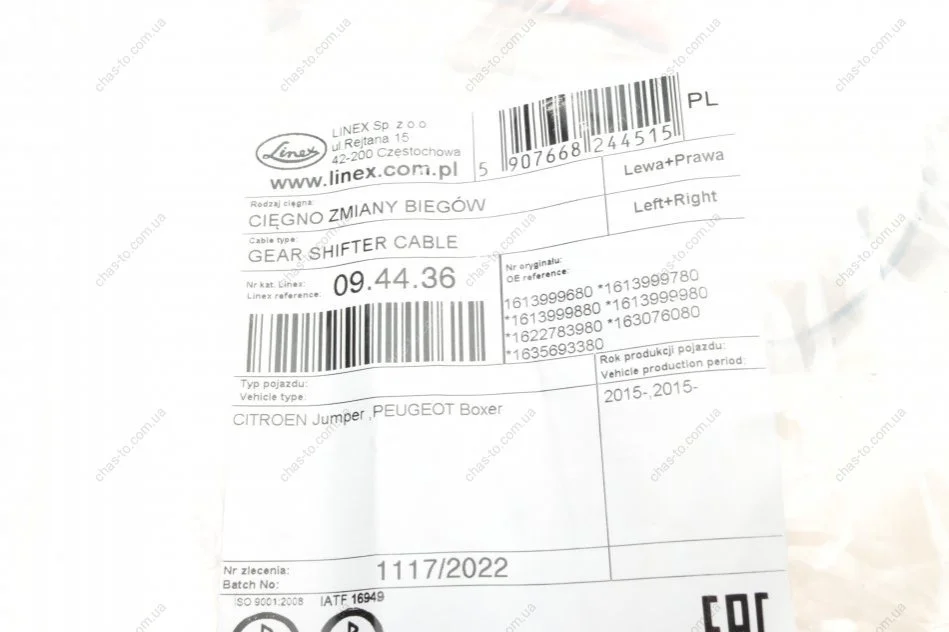 Linex
LINEX Sp. z o.o
ul Rejtana 15
42-200 Częstochowa
www.linex.com.pl
5 907668 244515
PL
Rodzaj cięgna:
CIĘGNO ZMIANY BIEGÓW
Lewa+Prawa
Cable type:
GEAR SHIFTER CABLE
Left+Right
Nr kat. Linex:
Linex reference:
09.44.36
Nr oryginału:
OE reference:
1613999680 *1613999780
*1613999880 *1613999980
*1622783980 *163076080
*1635693380
Typ pojazdu:
Vehicle type:
Rok produkcji pojazdu:
Vehicle production period:
CITROEN Jumper ,PEUGEOT Boxer
2015-,2015-
Nr zlecenia:
Batch No:
1117/2022
ISO 9001:2008
IATF 16949
EAC
chas-to.com.ua